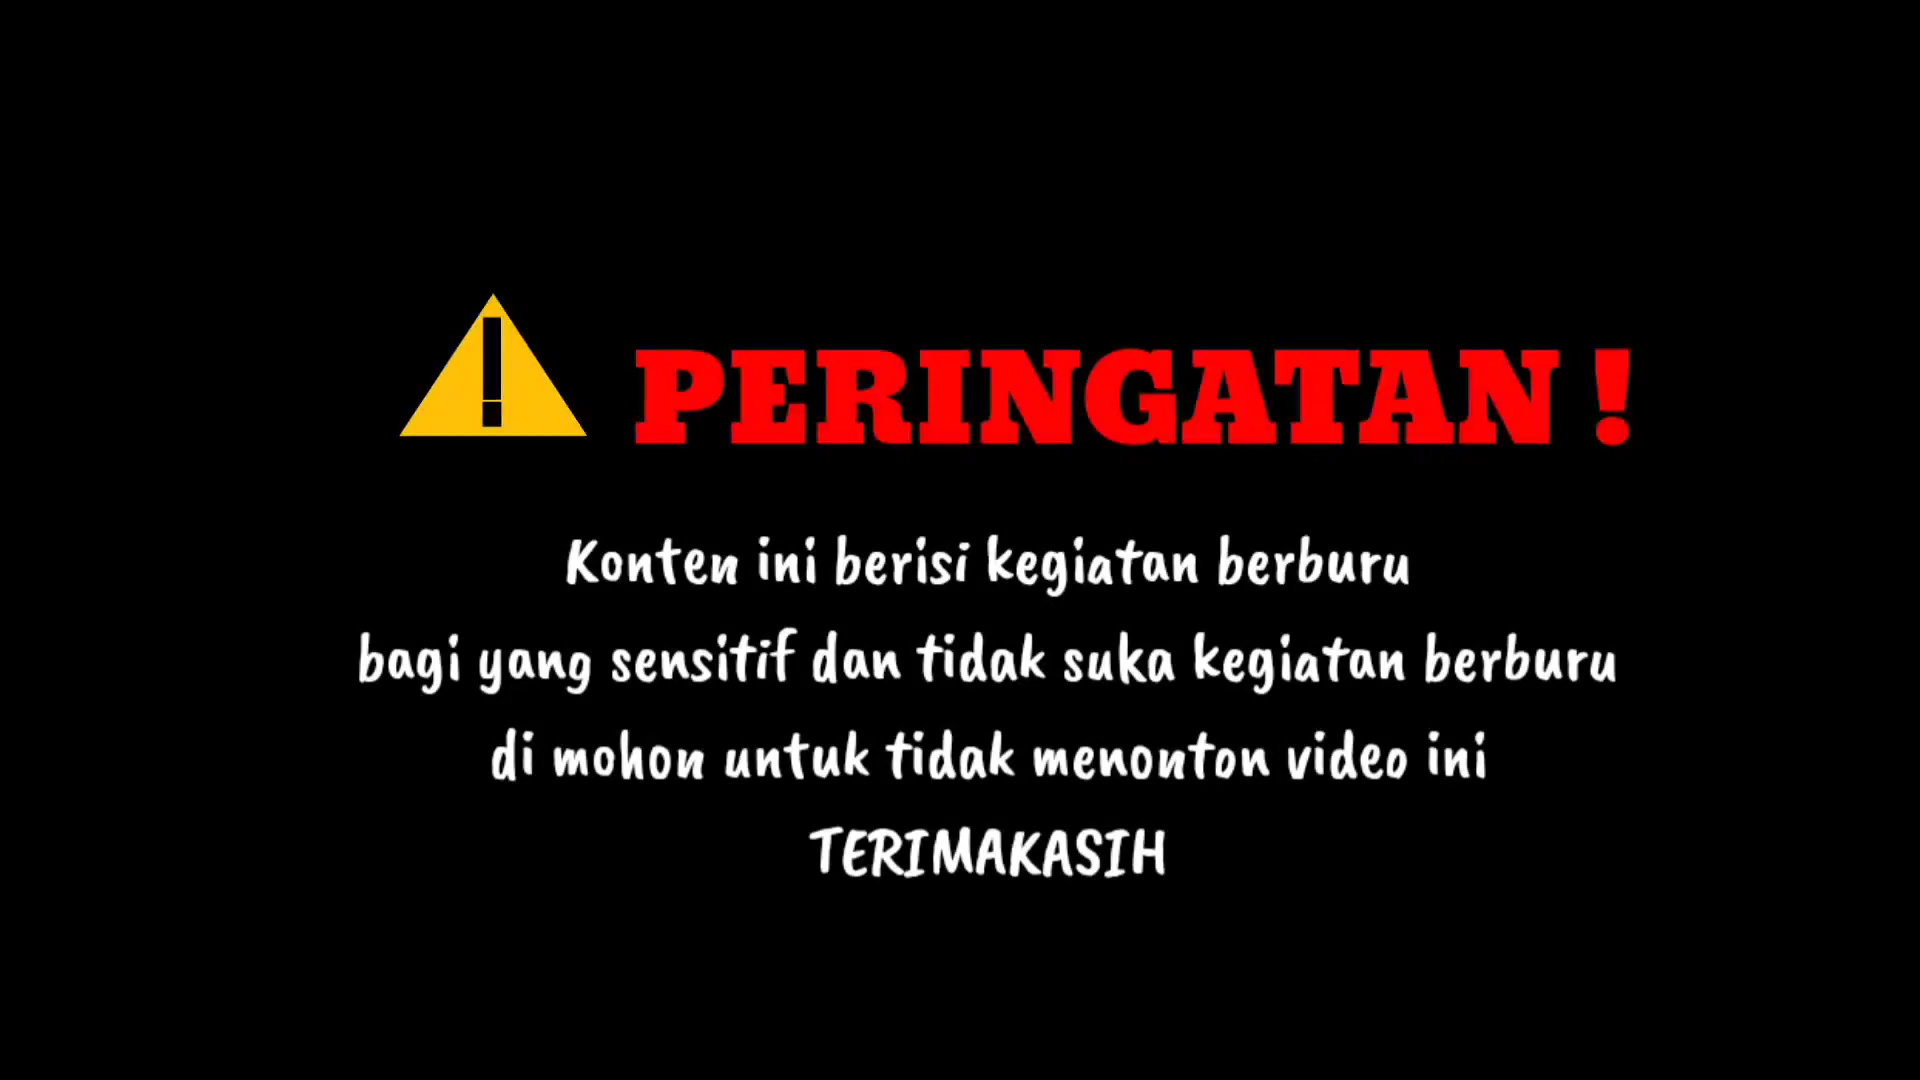 PERINGATAN !
Konten ini berisi kegiatan berburu
bagi yang sensitif dan tidak suka kegiatan berburu
di mohon untuk tidak menonton video ini
TERIMAKASIH